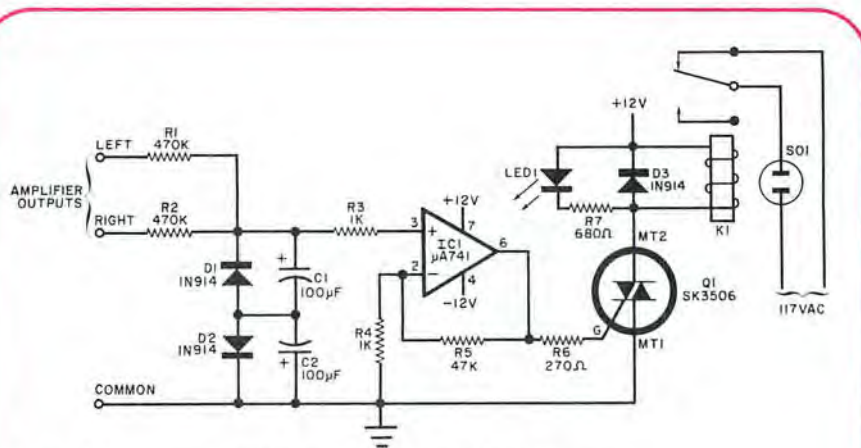 LEFT
R1
470K
AMPLIFIER
OUTPUTS
R2
470K
RIGHT
D1
1N914
D2
1N914
COMMON
+
C1
100µF
+
C2
100µF
R3
1K
R4
1K
3
+
2
−
IC1
µA741
+12V
7
4
−12V
6
R5
47K
R6
270Ω
+12V
LED1
D3
1N914
R7
680Ω
K1
MT2
Q1
SK3506
G
MT1
SO1
117VAC